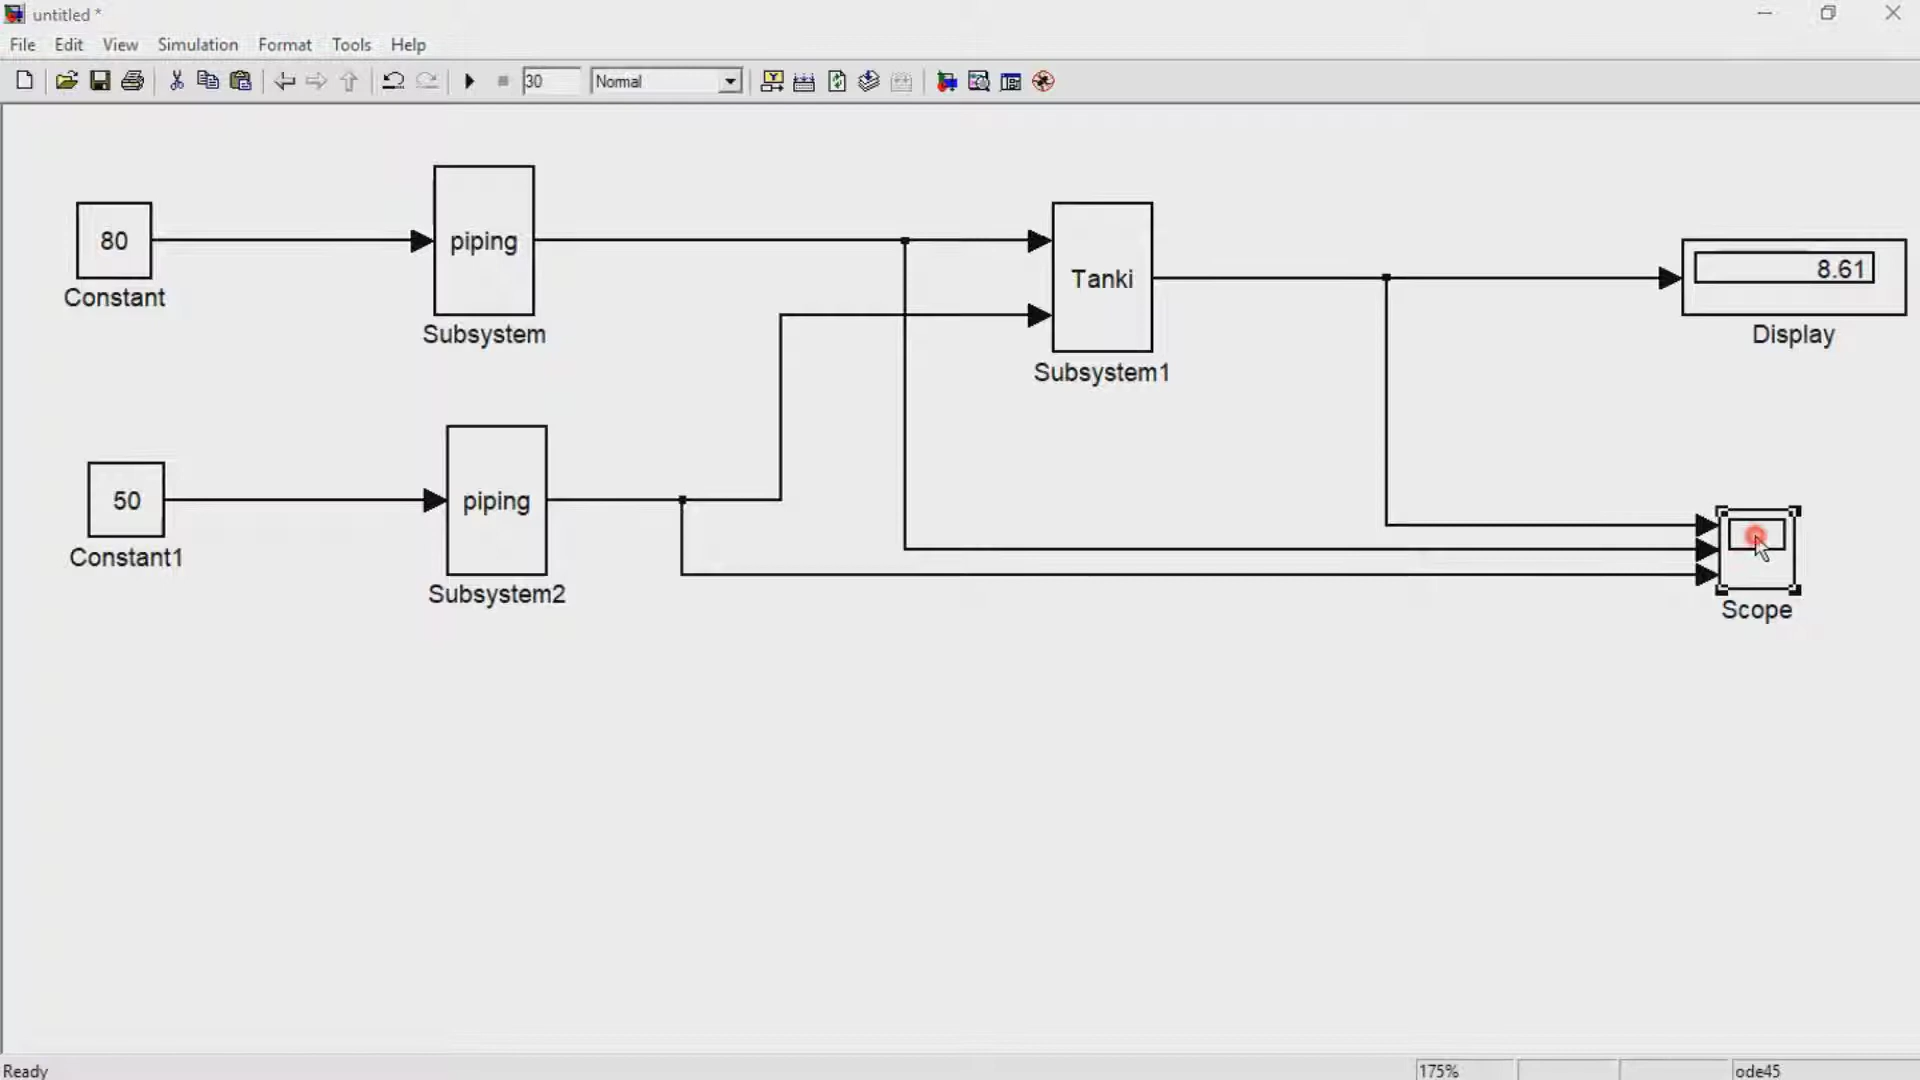 untitled *
File Edit View Simulation Format Tools Help
30 Normal
80
Constant
piping
Subsystem
Tanki
Subsystem1
8.61
Display
50
Constant1
piping
Subsystem2
Scope
Ready 175% ode45